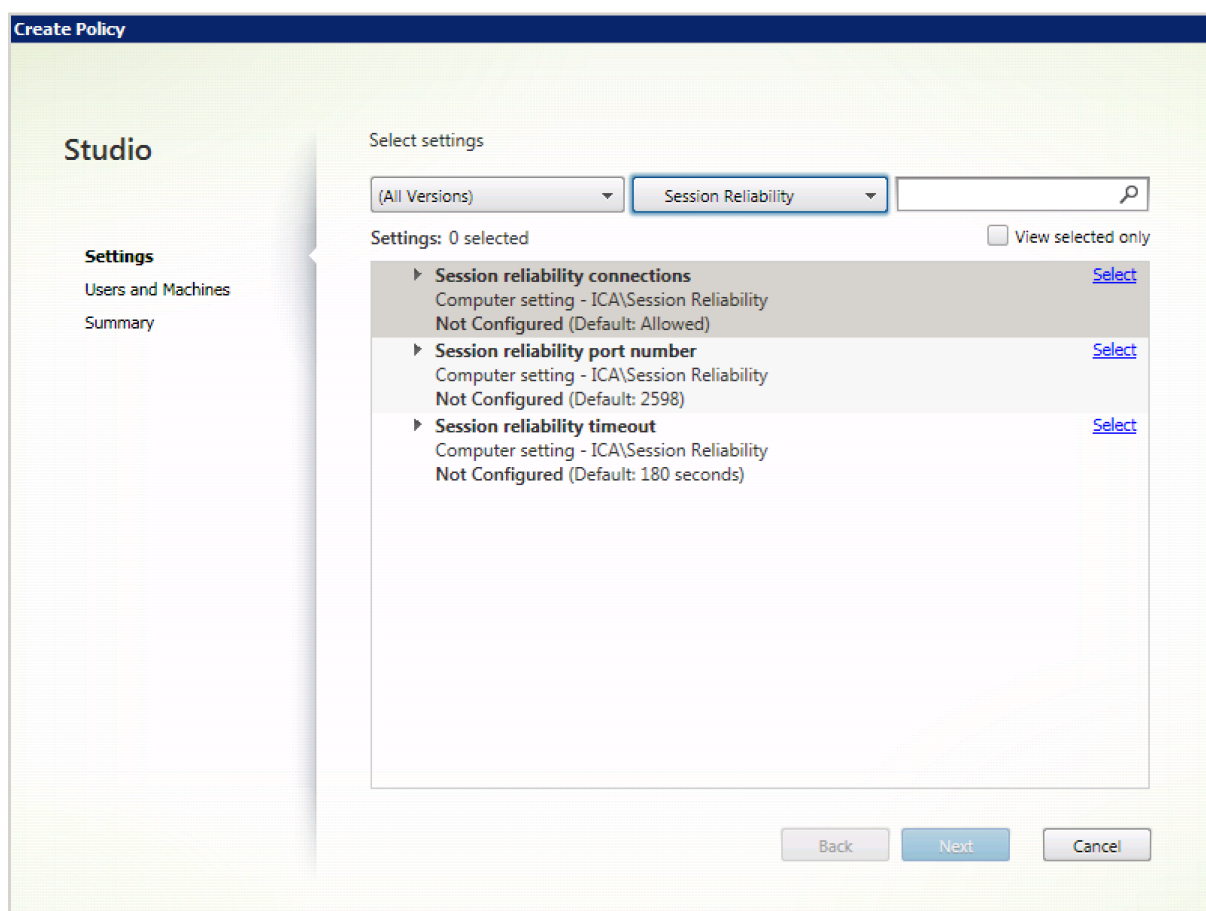 Create Policy
Studio
Select settings
(All Versions)
Session Reliability
Settings: 0 selected
View selected only
Settings
Users and Machines
Summary
Session reliability connections
Select
Computer setting - ICA\Session Reliability
Not Configured (Default: Allowed)
Session reliability port number
Select
Computer setting - ICA\Session Reliability
Not Configured (Default: 2598)
Session reliability timeout
Select
Computer setting - ICA\Session Reliability
Not Configured (Default: 180 seconds)
Back
Next
Cancel